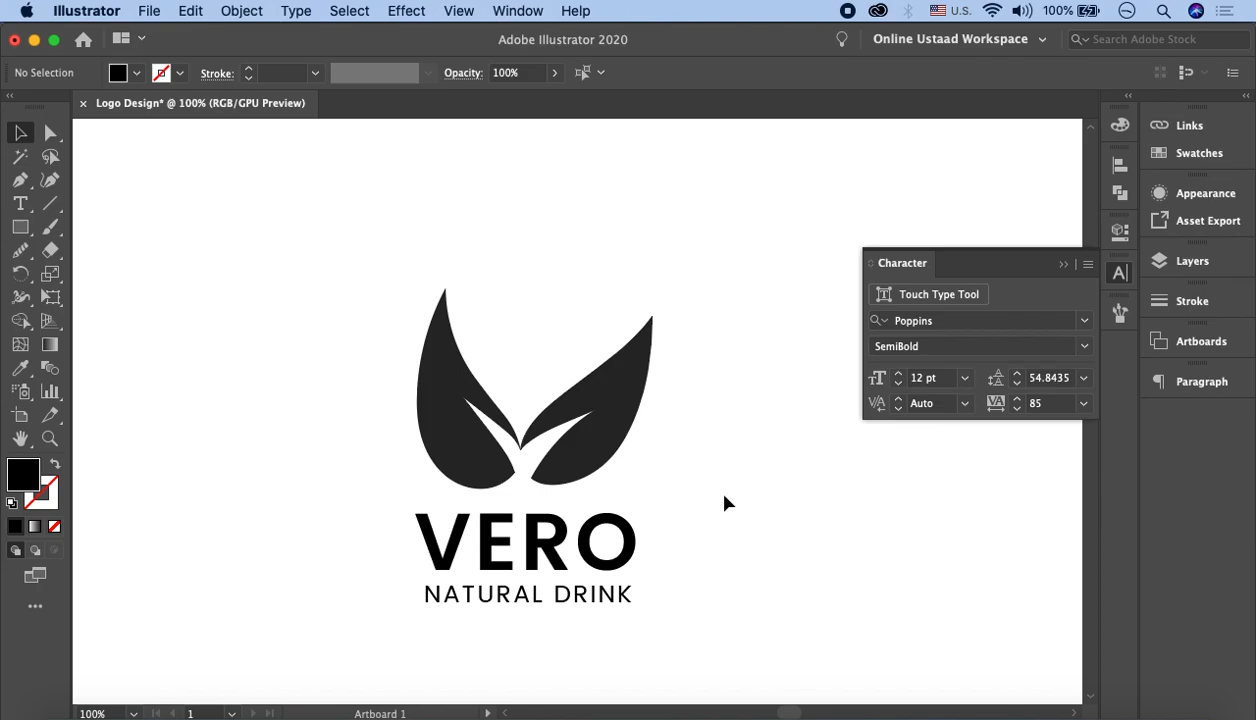 Illustrator File Edit Object Type Select Effect View Window Help U.S. 100%
Adobe Illustrator 2020 Online Ustaad Workspace Search Adobe Stock
No Selection Stroke: Opacity: 100%
× Logo Design* @ 100% (RGB/GPU Preview)
Links
Swatches
Appearance
Asset Export
Layers
Stroke
Artboards
Paragraph
Character
Touch Type Tool
Poppins
SemiBold
12 pt 54.8435
Auto 85
VERO
NATURAL DRINK
100% 1 Artboard 1